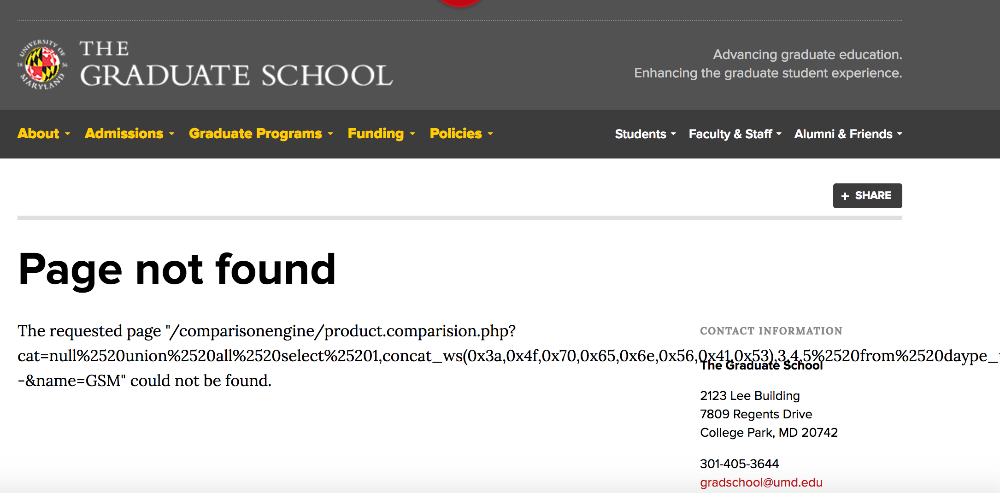 UNIVERSITY OF
MARYLAND
18 56
THE
GRADUATE SCHOOL
Advancing graduate education.
Enhancing the graduate student experience.
About Admissions Graduate Programs Funding Policies
Students Faculty & Staff Alumni & Friends
+ SHARE
Page not found
The requested page "/comparisonengine/product.comparision.php?
cat=null%2520union%2520all%2520select%25201,concat_ws(0x3a,0x4f,0x70,0x65,0x6e,0x56,0x41,0x53),3,4,5%2520from%2520daype_
-&name=GSM" could not be found.
CONTACT INFORMATION
The Graduate School
2123 Lee Building
7809 Regents Drive
College Park, MD 20742
301-405-3644
gradschool@umd.edu